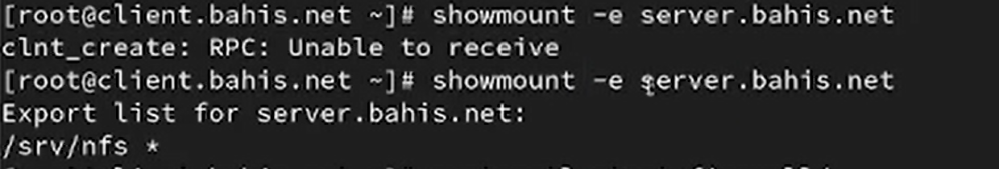 [root@client.bahis.net ~]# showmount -e server.bahis.net
clnt_create: RPC: Unable to receive
[root@client.bahis.net ~]# showmount -e server.bahis.net
Export list for server.bahis.net:
/srv/nfs *